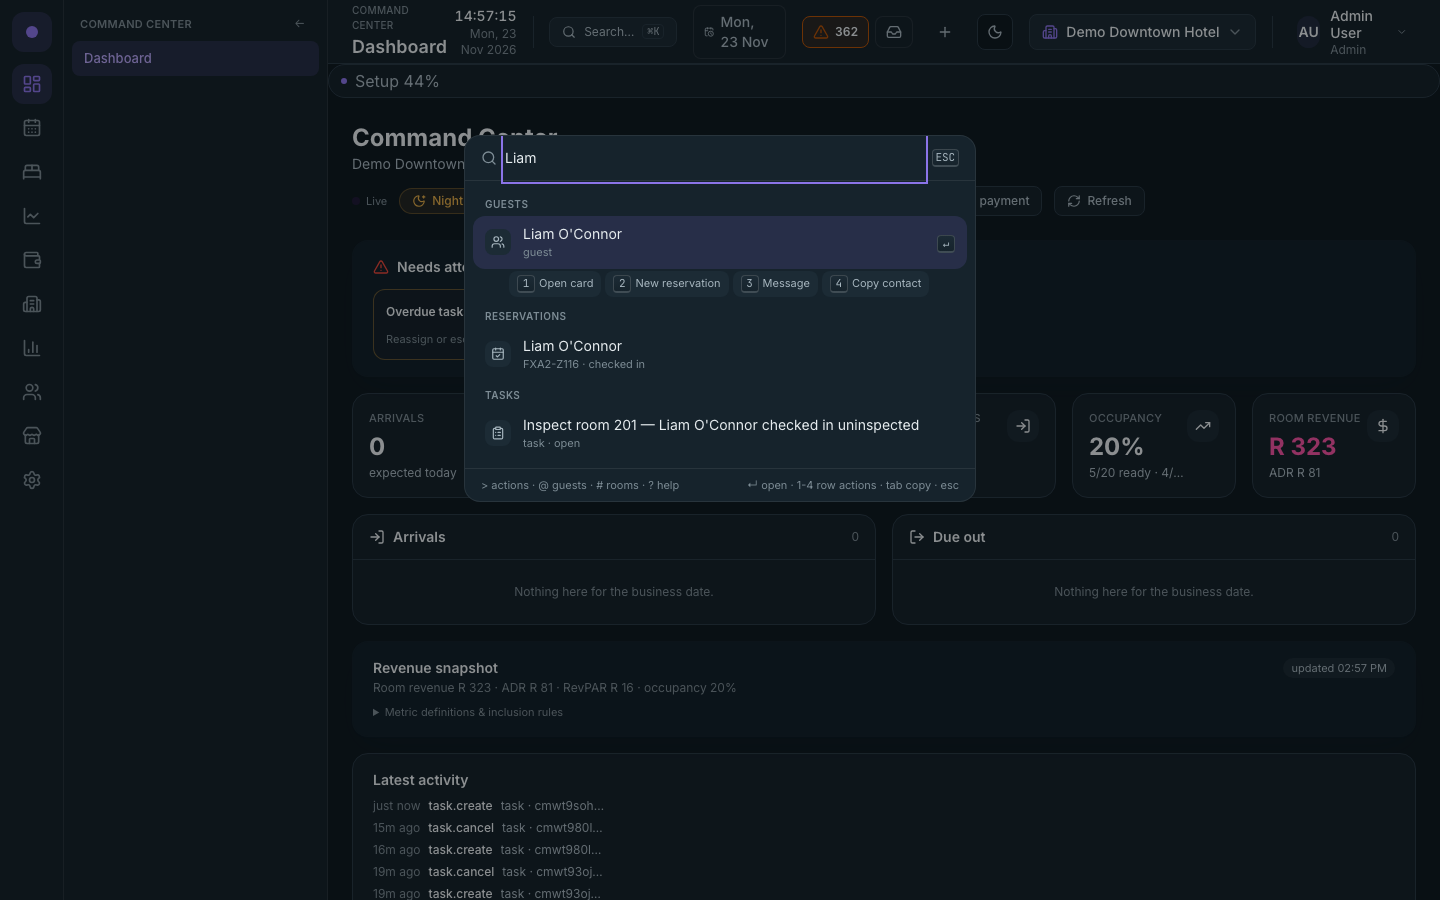 COMMAND CENTER
Dashboard
COMMAND
CENTER
Dashboard
14:57:15
Mon, 23
Nov 2026
Search...
⌘K
Mon,
23 Nov
362
Demo Downtown Hotel
AU
Admin
User
Admin
Setup 44%
Command Center
Demo Downtown
Live
Night
payment
Refresh
Liam
ESC
GUESTS
Liam O'Connor
guest
1 Open card
2 New reservation
3 Message
4 Copy contact
RESERVATIONS
Liam O'Connor
FXA2-Z116 · checked in
TASKS
Inspect room 201 — Liam O'Connor checked in uninspected
task · open
> actions · @ guests · # rooms · ? help
↵ open · 1-4 row actions · tab copy · esc
Needs atte
Overdue task
Reassign or esc
ARRIVALS
0
expected today
S
OCCUPANCY
20%
5/20 ready · 4/...
ROOM REVENUE
R 323
ADR R 81
Arrivals
0
Nothing here for the business date.
Due out
0
Nothing here for the business date.
Revenue snapshot
updated 02:57 PM
Room revenue R 323 · ADR R 81 · RevPAR R 16 · occupancy 20%
Metric definitions & inclusion rules
Latest activity
just now task.create task · cmwt9soh...
15m ago task.cancel task · cmwt980l...
16m ago task.create task · cmwt980l...
19m ago task.cancel task · cmwt93oj...
19m ago task.create task · cmwt93oj...